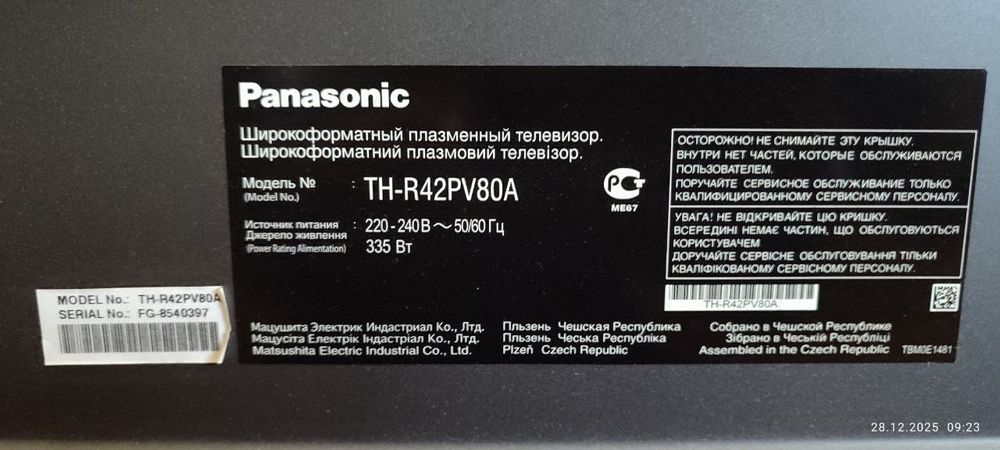 Panasonic
Широкоформатный плазменный телевизор.
Широкоформатний плазмовий телевізор.
Модель № : TH-R42PV80A
(Model No.)
Источник питания : 220 - 240 В ~ 50/60 Гц
Джерело живлення
(Power Rating Alimentation) 335 Вт
PCT
ME67
ОСТОРОЖНО! НЕ СНИМАЙТЕ ЭТУ КРЫШКУ.
ВНУТРИ НЕТ ЧАСТЕЙ, КОТОРЫЕ ОБСЛУЖИВАЮТСЯ
ПОЛЬЗОВАТЕЛЕМ.
ПОРУЧАЙТЕ СЕРВИСНОЕ ОБСЛУЖИВАНИЕ ТОЛЬКО
КВАЛИФИЦИРОВАННОМУ СЕРВИСНОМУ ПЕРСОНАЛУ.
УВАГА! НЕ ВІДКРИВАЙТЕ ЦЮ КРИШКУ.
ВСЕРЕДИНІ НЕМАЄ ЧАСТИН, ЩО ОБСЛУГОВУЮТЬСЯ
КОРИСТУВАЧЕМ
ДОРУЧАЙТЕ СЕРВІСНЕ ОБСЛУГОВУВАННЯ ТІЛЬКИ
КВАЛІФІКОВАНОМУ СЕРВІСНОМУ ПЕРСОНАЛУ.
TH-R42PV80A
MODEL No.: TH-R42PV80A
SERIAL No.: FG-8540397
Мацушита Электрик Индастриал Ко., Лтд. Пльзень Чешская Республика Собрано в Чешской Республике
Мацусіта Електрік Індастріал Ко., Лтд. Пльзень Чеська Республіка Зібрано в Чеській Республіці
Matsushita Electric Industrial Co., Ltd. Plzeň Czech Republic Assembled in the Czech Republic TBM0E1481
28.12.2025 09:23